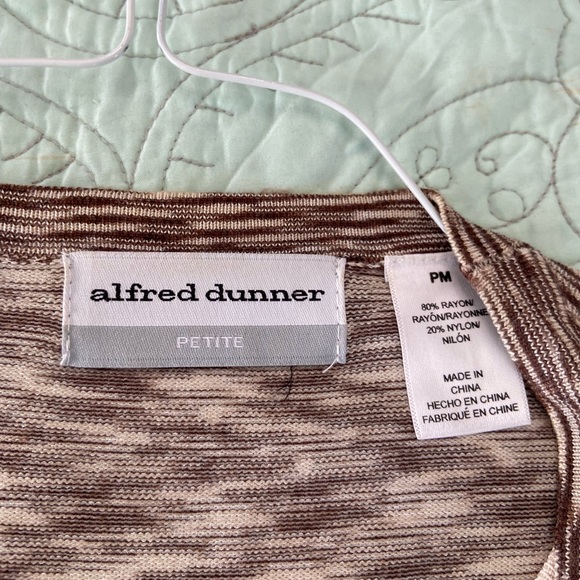 alfred dunner
PETITE
PM
80% RAYON/
RAYÓN/RAYONNE
20% NYLON/
NILÓN
MADE IN
CHINA
HECHO EN CHINA
FABRIQUÉ EN CHINE